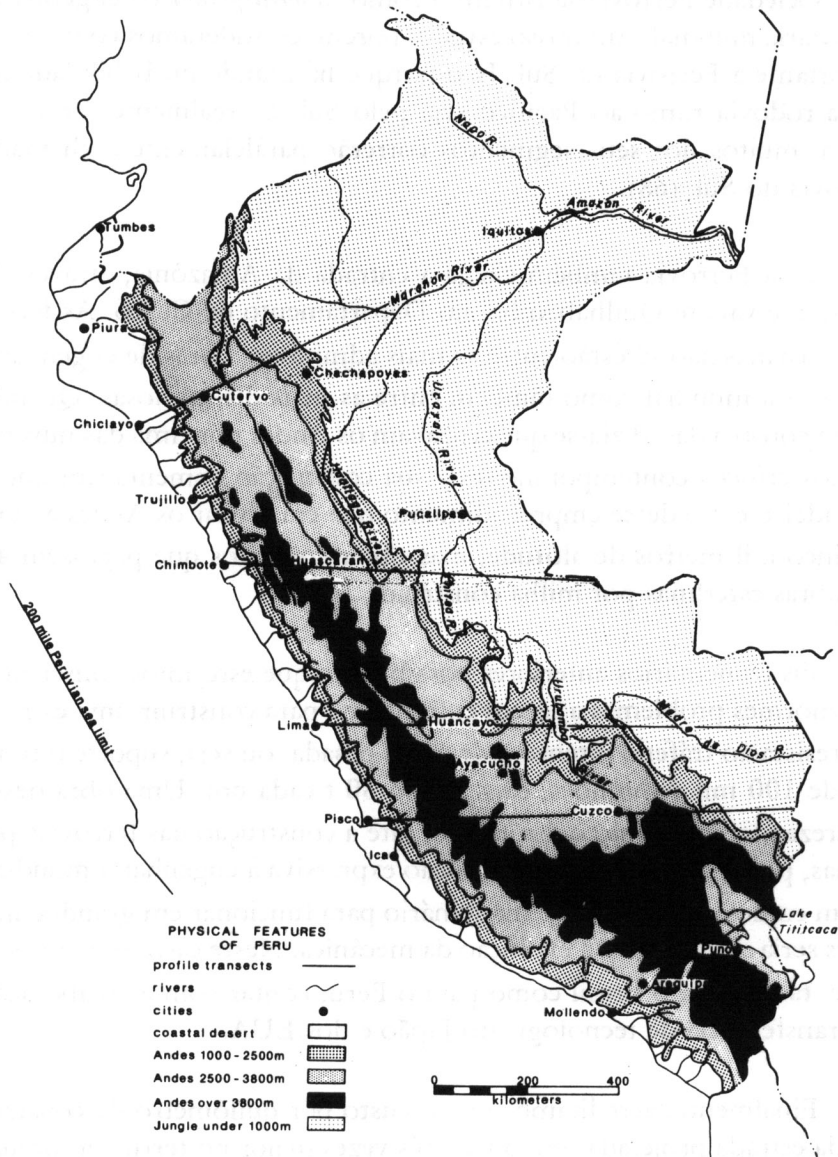 Napo R.
Amazon River
Iquitos
Tumbes
Marañon River
Piura
Chachapoyas
Cutervo
Ucayali River
Chiclayo
Huallaga River
Trujillo
Pucallpa
Chimbote
Huascarán
200 mile Peruvian sea limit
Urubamba River
Madre de Dios R.
Lima
Huancayo
Ayacucho
Cuzco
Pisco
Ica
Lake
Tititcaca
Puno
Arequipa
Mollendo
PHYSICAL FEATURES
OF PERU
profile transects
rivers
cities
coastal desert
Andes 1000-2500m
Andes 2500-3800m
Andes over 3800m
Jungle under 1000m
0 200 400
kilometers